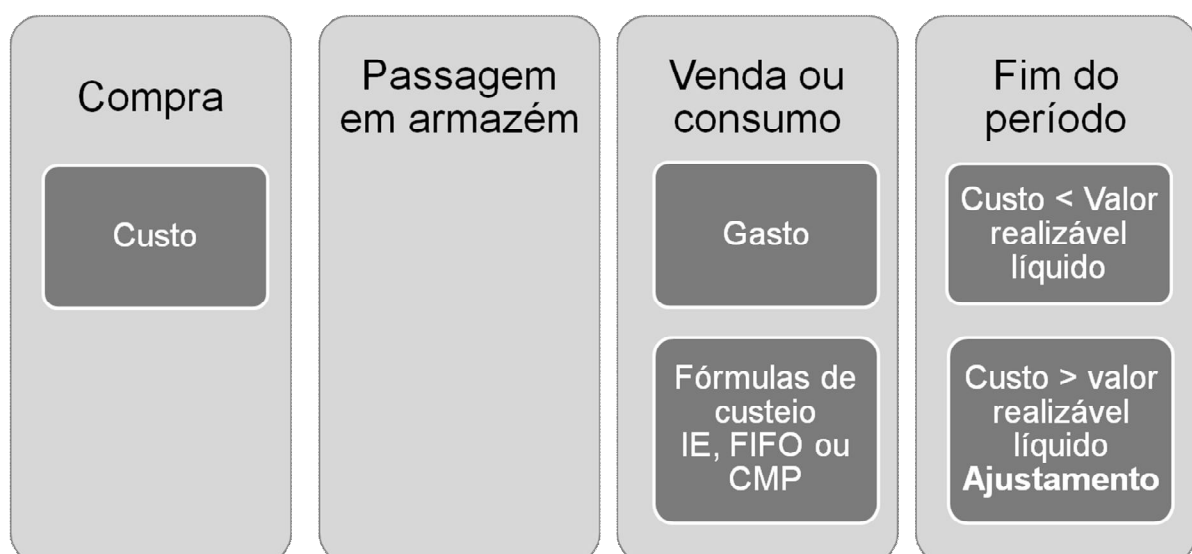 Compra
Custo
Passagem
em armazém
Venda ou
consumo
Gasto
Fórmulas de
custeio
IE, FIFO ou
CMP
Fim do
período
Custo < Valor
realizável
líquido
Custo > valor
realizável
líquido
Ajustamento